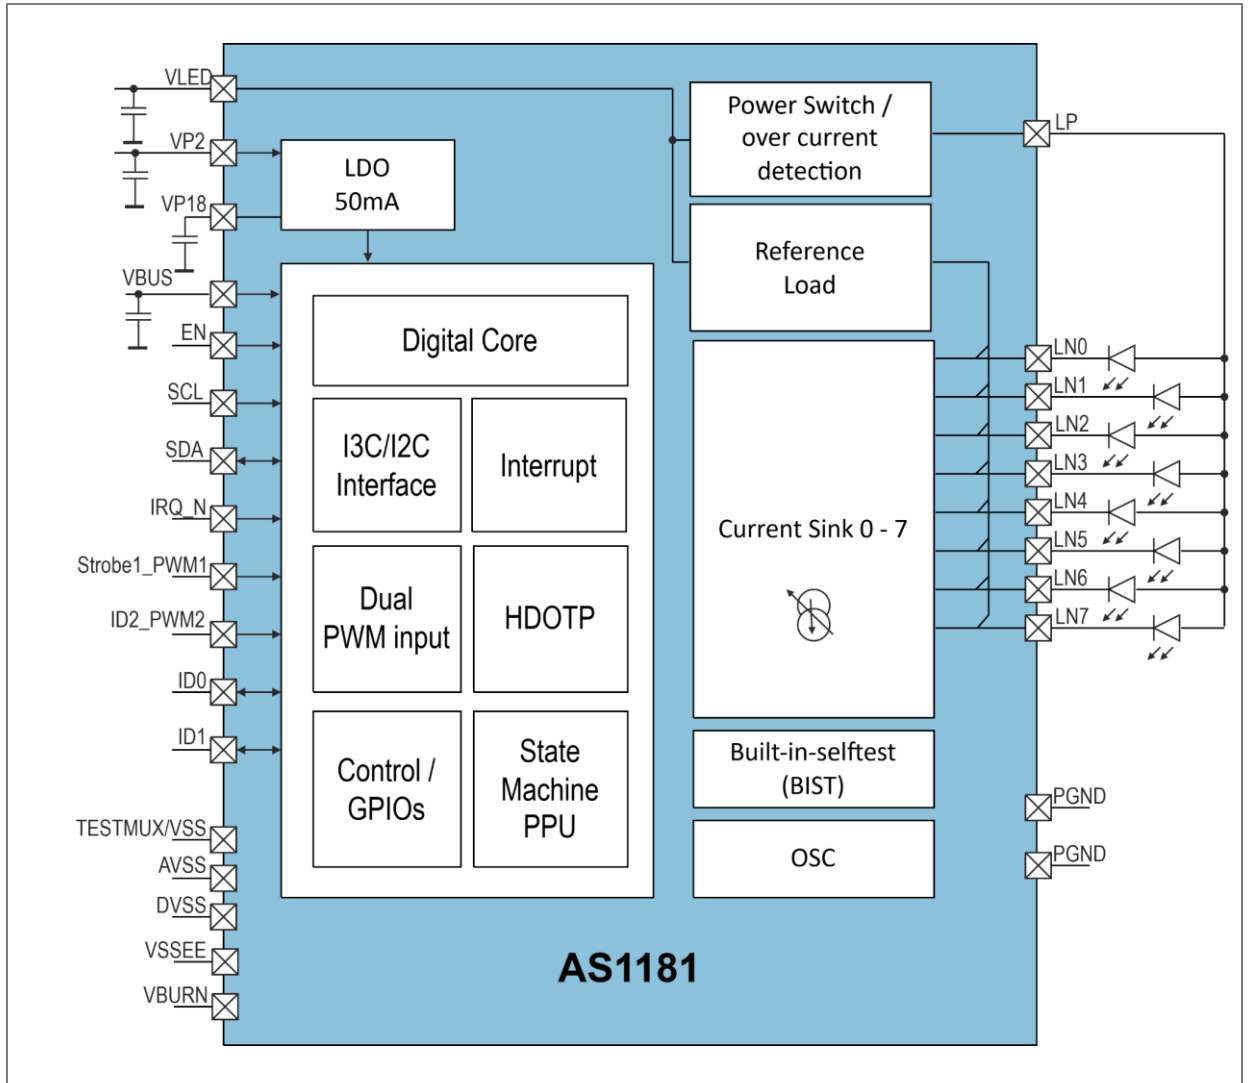 VLED
VP2
VP18
VBUS
EN
SCL
SDA
IRQ_N
Strobe1_PWM1
ID2_PWM2
ID0
ID1
TESTMUX/VSS
AVSS
DVSS
VSSEE
VBURN
LDO
50mA
Digital Core
I3C/I2C
Interface
Interrupt
Dual
PWM input
HDOTP
Control /
GPIOs
State
Machine
PPU
Power Switch /
over current
detection
Reference
Load
Current Sink 0 - 7
Built-in-selftest
(BIST)
OSC
LP
LN0
LN1
LN2
LN3
LN4
LN5
LN6
LN7
PGND
PGND
AS1181